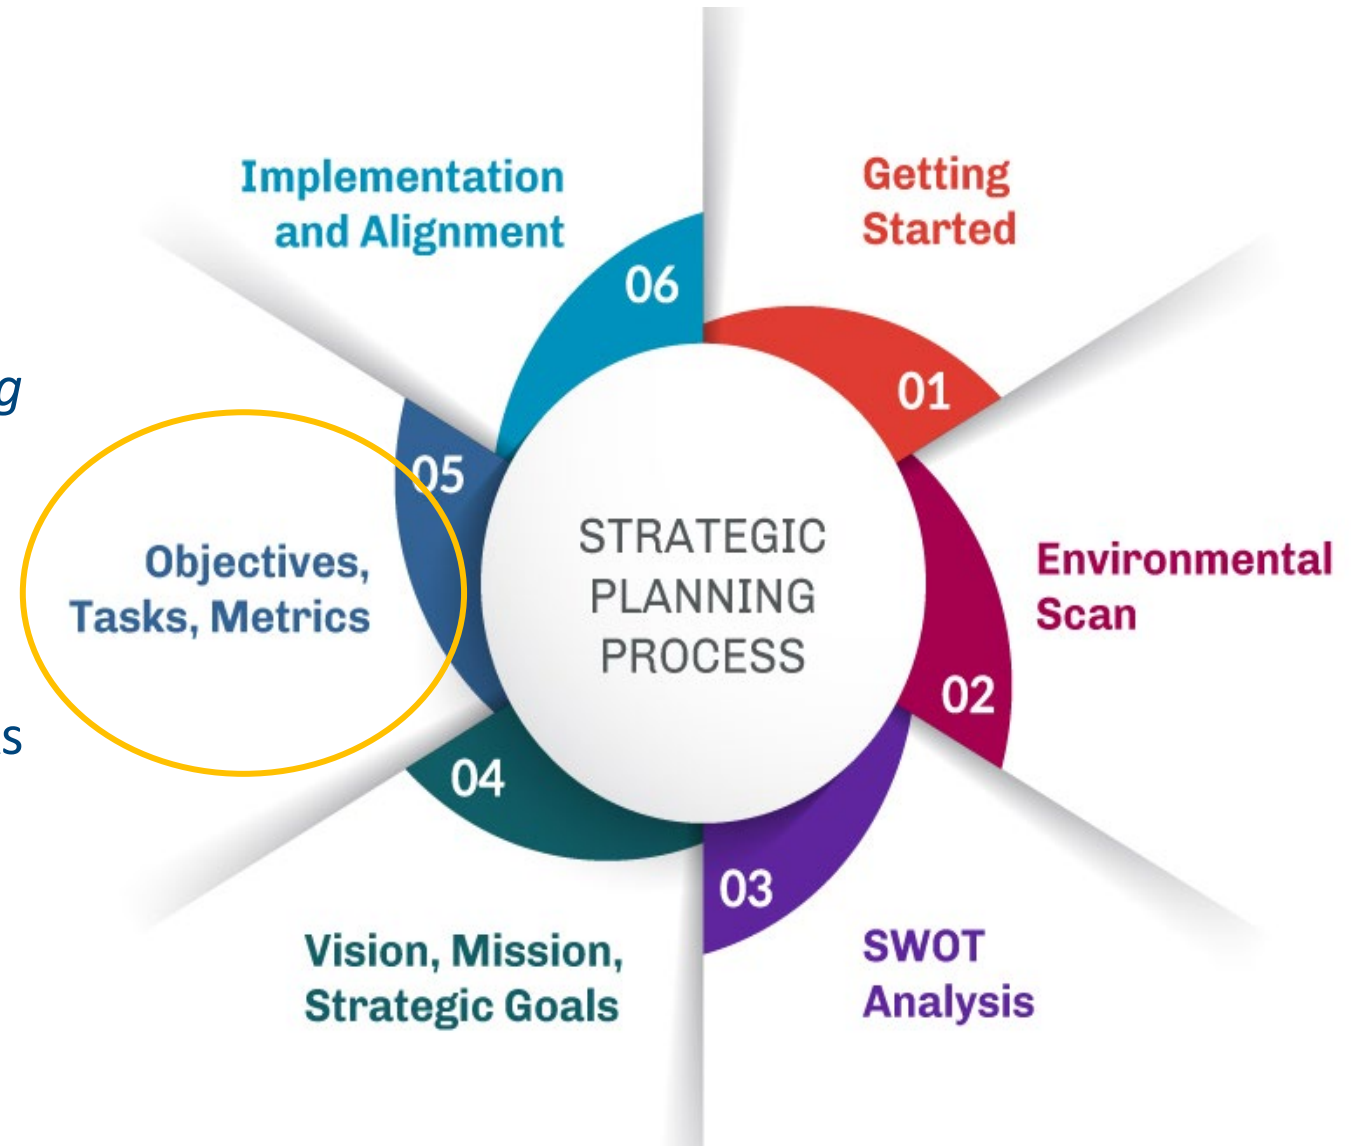 Getting
Started
01
Environmental
Scan
02
SWOT
Analysis
03
Vision, Mission,
Strategic Goals
04
Objectives,
Tasks, Metrics
05
Implementation
and Alignment
06
STRATEGIC
PLANNING
PROCESS
g
s